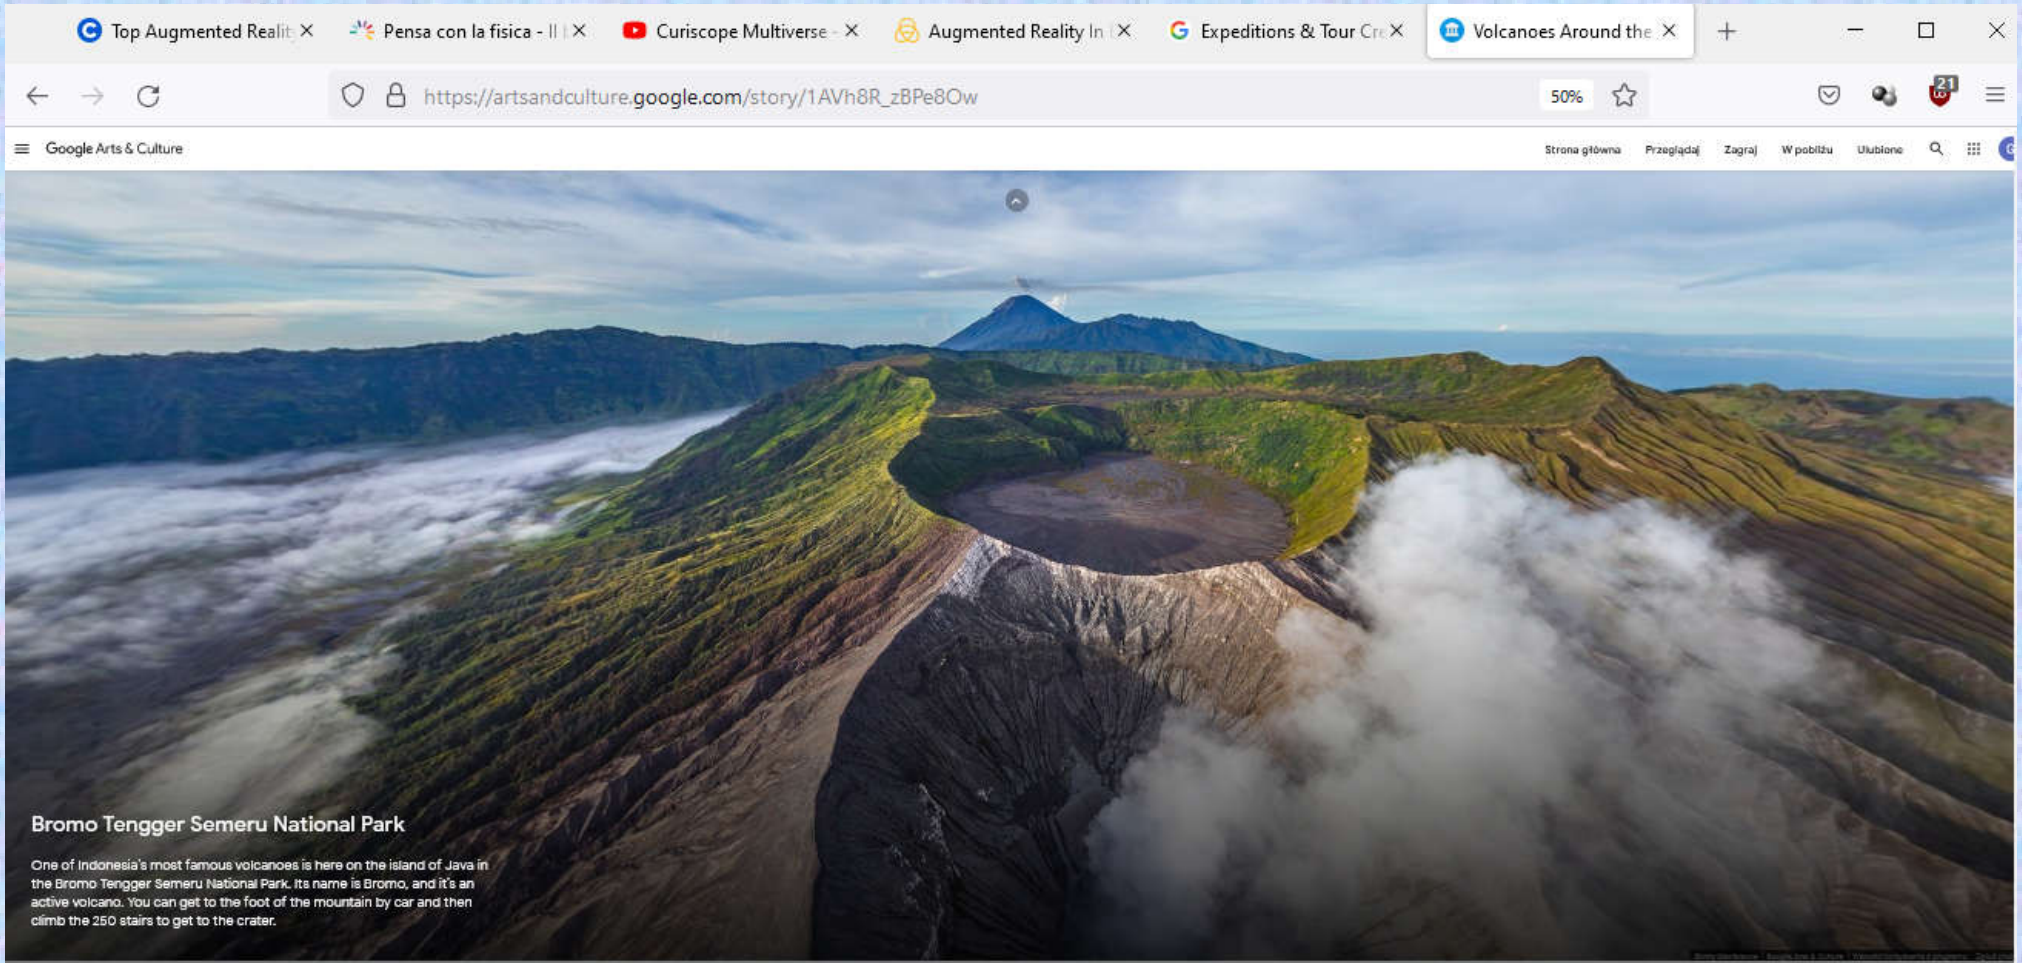 Top Augmented Realit
Pensa con la fisica - Il
Curiscope Multiverse -
Augmented Reality In
Expeditions & Tour Cre
Volcanoes Around the
https://artsandculture.google.com/story/1AVh8R_zBPe8Ow
50%
21
Google Arts & Culture
Strona główna
Przeglądaj
Zagraj
W pobliżu
Ulubione
G
Bromo Tengger Semeru National Park
One of Indonesia's most famous volcanoes is here on the island of Java in
the Bromo Tengger Semeru National Park. Its name is Bromo, and it's an
active volcano. You can get to the foot of the mountain by car and then
climb the 250 stairs to get to the crater.